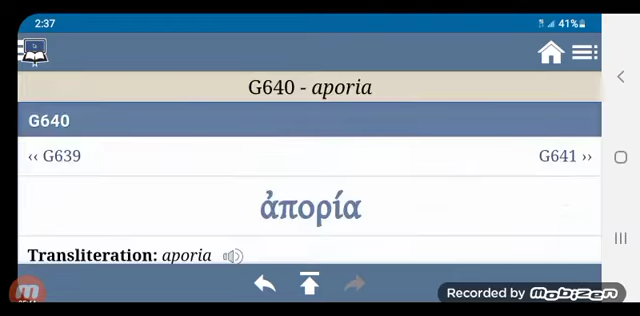 2:37 41%
G640 - aporia
G640
‹‹ G639 G641 ››
ἀπορία
Transliteration: aporia
Recorded by MOBIZEN